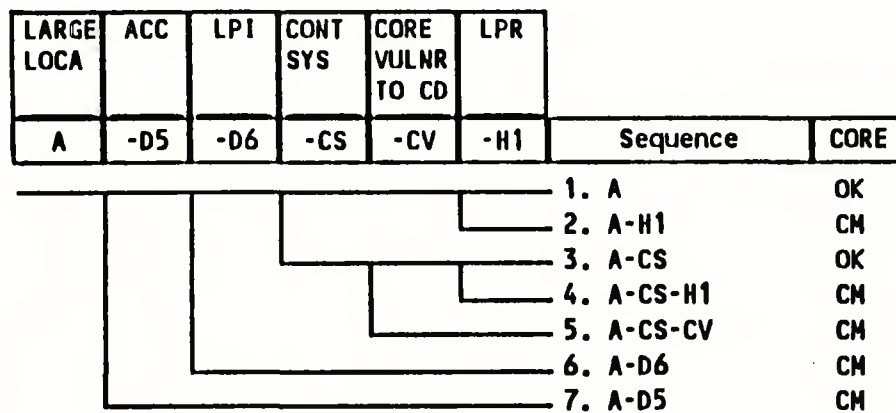 LARGE LOCA ACC LPI CONT SYS CORE VULNR TO CD LPR
A -D5 -D6 -CS -CV -H1 Sequence CORE
1. A OK
2. A-H1 CM
3. A-CS OK
4. A-CS-H1 CM
5. A-CS-CV CM
6. A-D6 CM
7. A-D5 CM